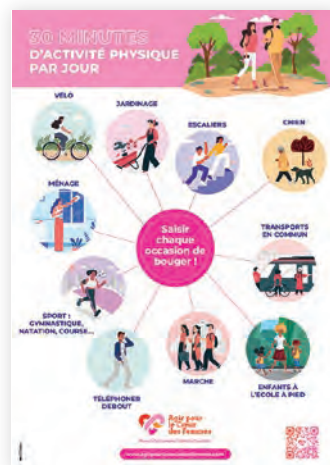 30 MINUTES
D'ACTIVITÉ PHYSIQUE
PAR JOUR
VÉLO
JARDINAGE
ESCALIERS
CHIEN
MÉNAGE
Saisir
chaque
occasion de
bouger !
TRANSPORTS
EN COMMUN
SPORT :
GYMNASTIQUE,
NATATION, COURSE...
TÉLÉPHONER
DEBOUT
MARCHE
ENFANTS À
L'ÉCOLE À PIED
Agir pour
le Cœur
des Femmes